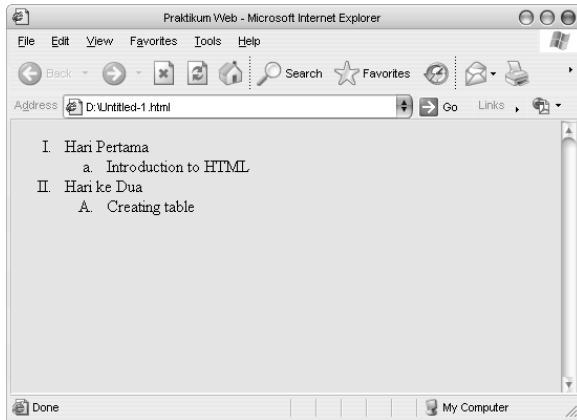 Praktikum Web - Microsoft Internet Explorer
File Edit View Favorites Tools Help
Back Search Favorites
Address D:\Untitled-1.html Go Links
I. Hari Pertama
a. Introduction to HTML
II. Hari ke Dua
A. Creating table
Done My Computer